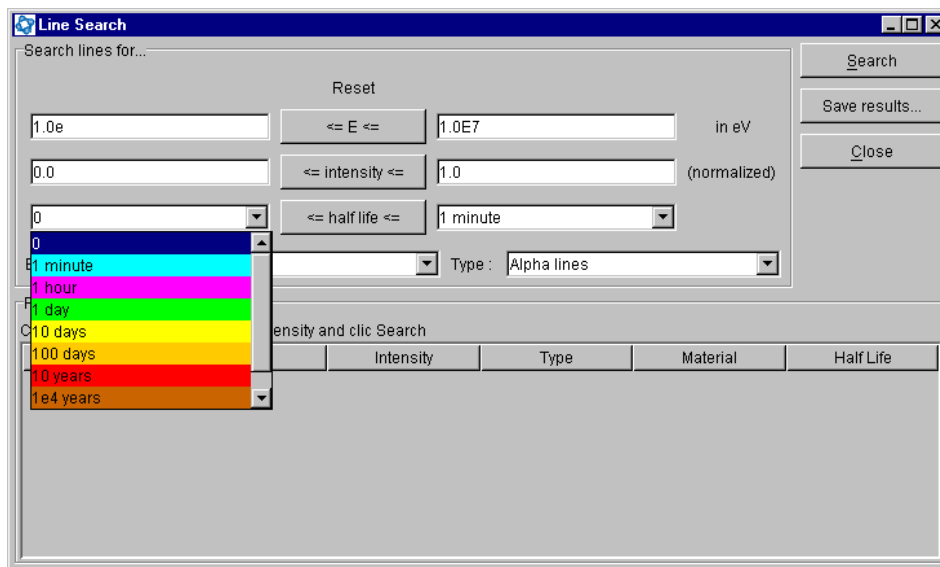 Line Search
Search lines for...
Search
Reset
Save results...
1.0e <= E <= 1.0E7 in eV
Close
0.0 <= intensity <= 1.0 (normalized)
0 <= half life <= 1 minute
0
1 minute
Type : Alpha lines
1 hour
1 day
10 days
ensity and clic Search
100 days
Intensity Type Material Half Life
10 years
1e4 years